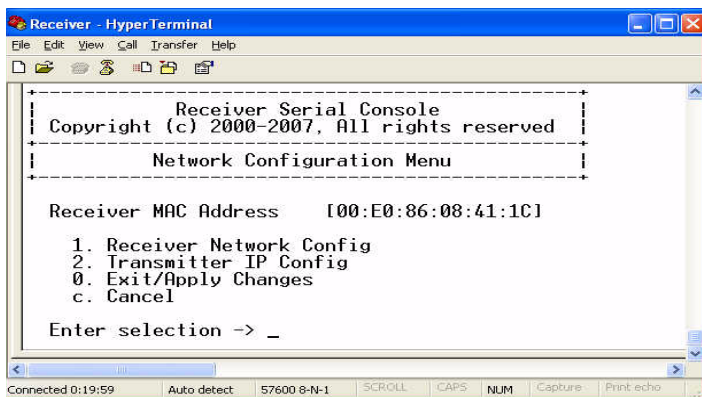 Receiver - HyperTerminal
File Edit View Call Transfer Help
Receiver Serial Console
Copyright (c) 2000-2007, All rights reserved
Network Configuration Menu
Receiver MAC Address [00:E0:86:08:41:1C]
1. Receiver Network Config
2. Transmitter IP Config
0. Exit/Apply Changes
c. Cancel
Enter selection -> _
Connected 0:19:59 Auto detect 57600 8-N-1 SCROLL CAPS NUM Capture Print echo